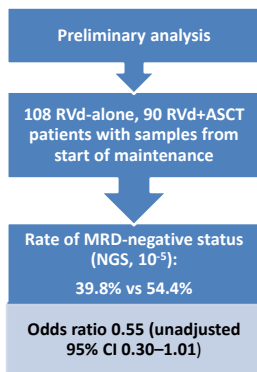 Preliminary analysis
108 RVd-alone, 90 RVd+ASCT
patients with samples from
start of maintenance
Rate of MRD-negative status
(NGS, 10⁻⁵):
39.8% vs 54.4%
Odds ratio 0.55 (unadjusted
95% CI 0.30–1.01)